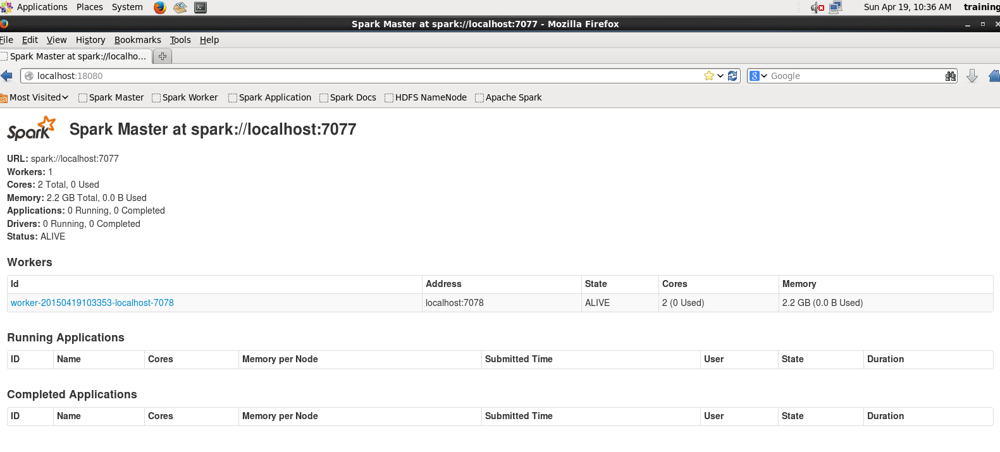 Applications Places System Sun Apr 19, 10:36 AM training
Spark Master at spark://localhost:7077 - Mozilla Firefox
File Edit View History Bookmarks Tools Help
Spark Master at spark://localho...
localhost:18080 8 Google
Most Visited Spark Master Spark Worker Spark Application Spark Docs HDFS NameNode Apache Spark
Spark Spark Master at spark://localhost:7077
URL: spark://localhost:7077
Workers: 1
Cores: 2 Total, 0 Used
Memory: 2.2 GB Total, 0.0 B Used
Applications: 0 Running, 0 Completed
Drivers: 0 Running, 0 Completed
Status: ALIVE
Workers
Id Address State Cores Memory
worker-20150419103353-localhost-7078 localhost:7078 ALIVE 2 (0 Used) 2.2 GB (0.0 B Used)
Running Applications
ID Name Cores Memory per Node Submitted Time User State Duration
Completed Applications
ID Name Cores Memory per Node Submitted Time User State Duration